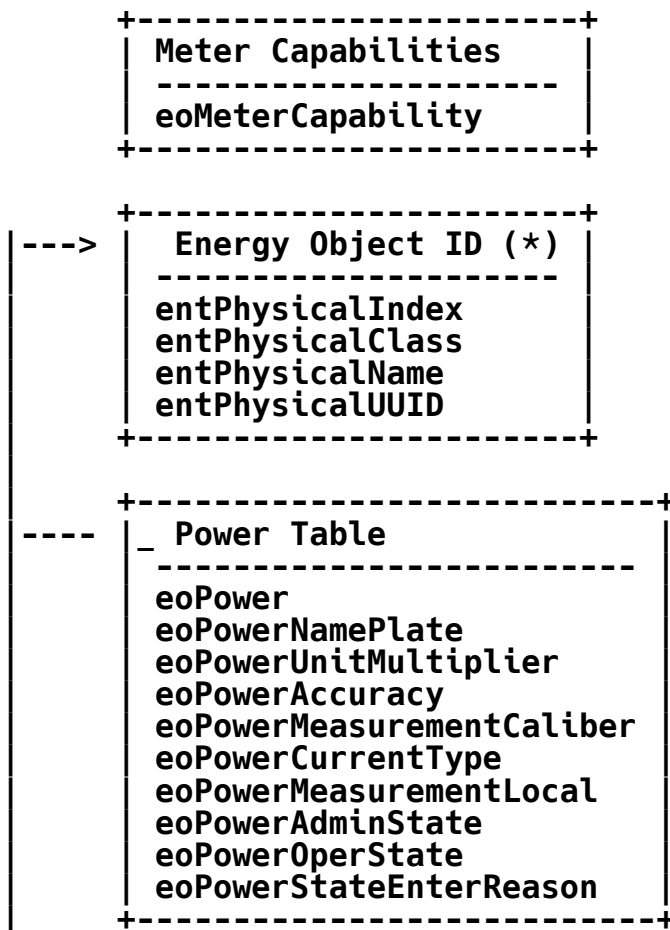 +-----------------------+
| Meter Capabilities    |
| --------------------- |
| eoMeterCapability     |
+-----------------------+
+-----------------------+
|---> |  Energy Object ID (*) |
| --------------------- |
| entPhysicalIndex      |
| entPhysicalClass      |
| entPhysicalName       |
| entPhysicalUUID       |
+-----------------------+
+---------------------------+
|---- |_ Power Table              |
| ------------------------- |
| eoPower                   |
| eoPowerNamePlate          |
| eoPowerUnitMultiplier     |
| eoPowerAccuracy           |
| eoPowerMeasurementCaliber |
| eoPowerCurrentType        |
| eoPowerMeasurementLocal   |
| eoPowerAdminState         |
| eoPowerOperState          |
| eoPowerStateEnterReason   |
+---------------------------+